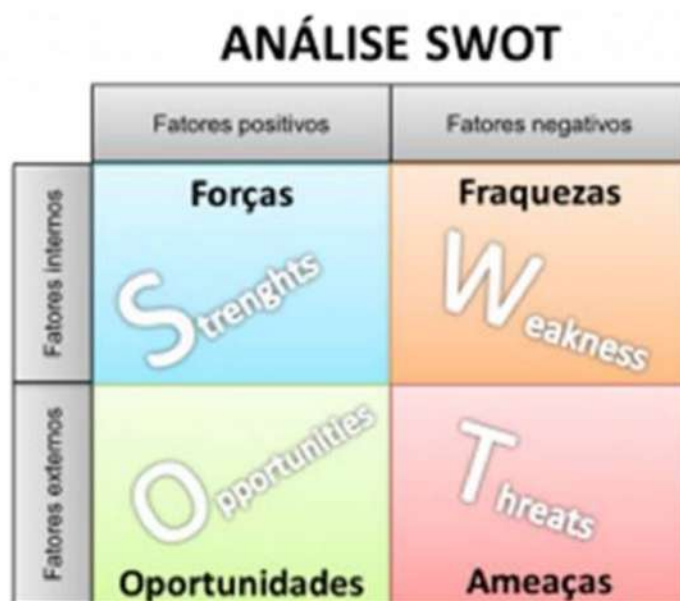 ANÁLISE SWOT
Fatores positivos
Fatores negativos
Fatores internos
Forças
Strenghts
Fraquezas
Weakness
Fatores externos
Opportunities
Oportunidades
Threats
Ameaças